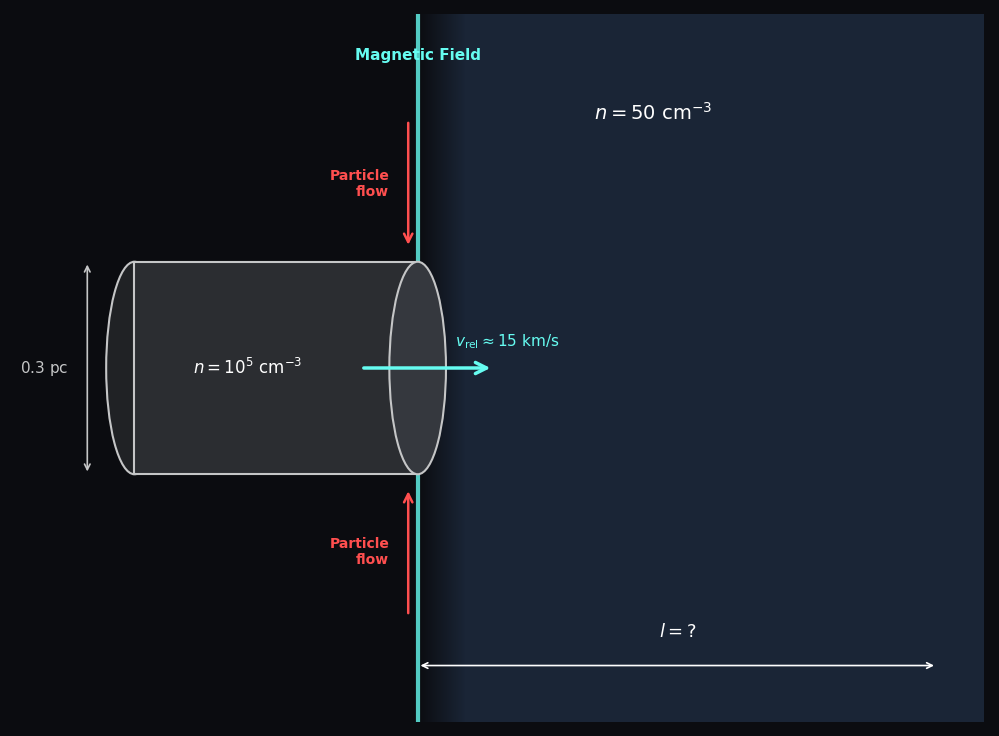 Magnetic Field
n = 50 cm⁻³
Particle
flow
v_rel ≈ 15 km/s
0.3 pc
n = 10⁵ cm⁻³
Particle
flow
l = ?